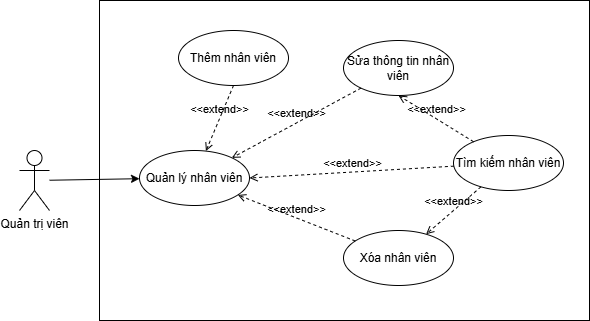 Thêm nhân viên
Sửa thông tin nhân
viên
<<extend>>
<<extend>>
<<extend>>
Quản lý nhân viên
<<extend>>
Tìm kiếm nhân viên
Quản trị viên
<<extend>>
<<extend>>
Xóa nhân viên